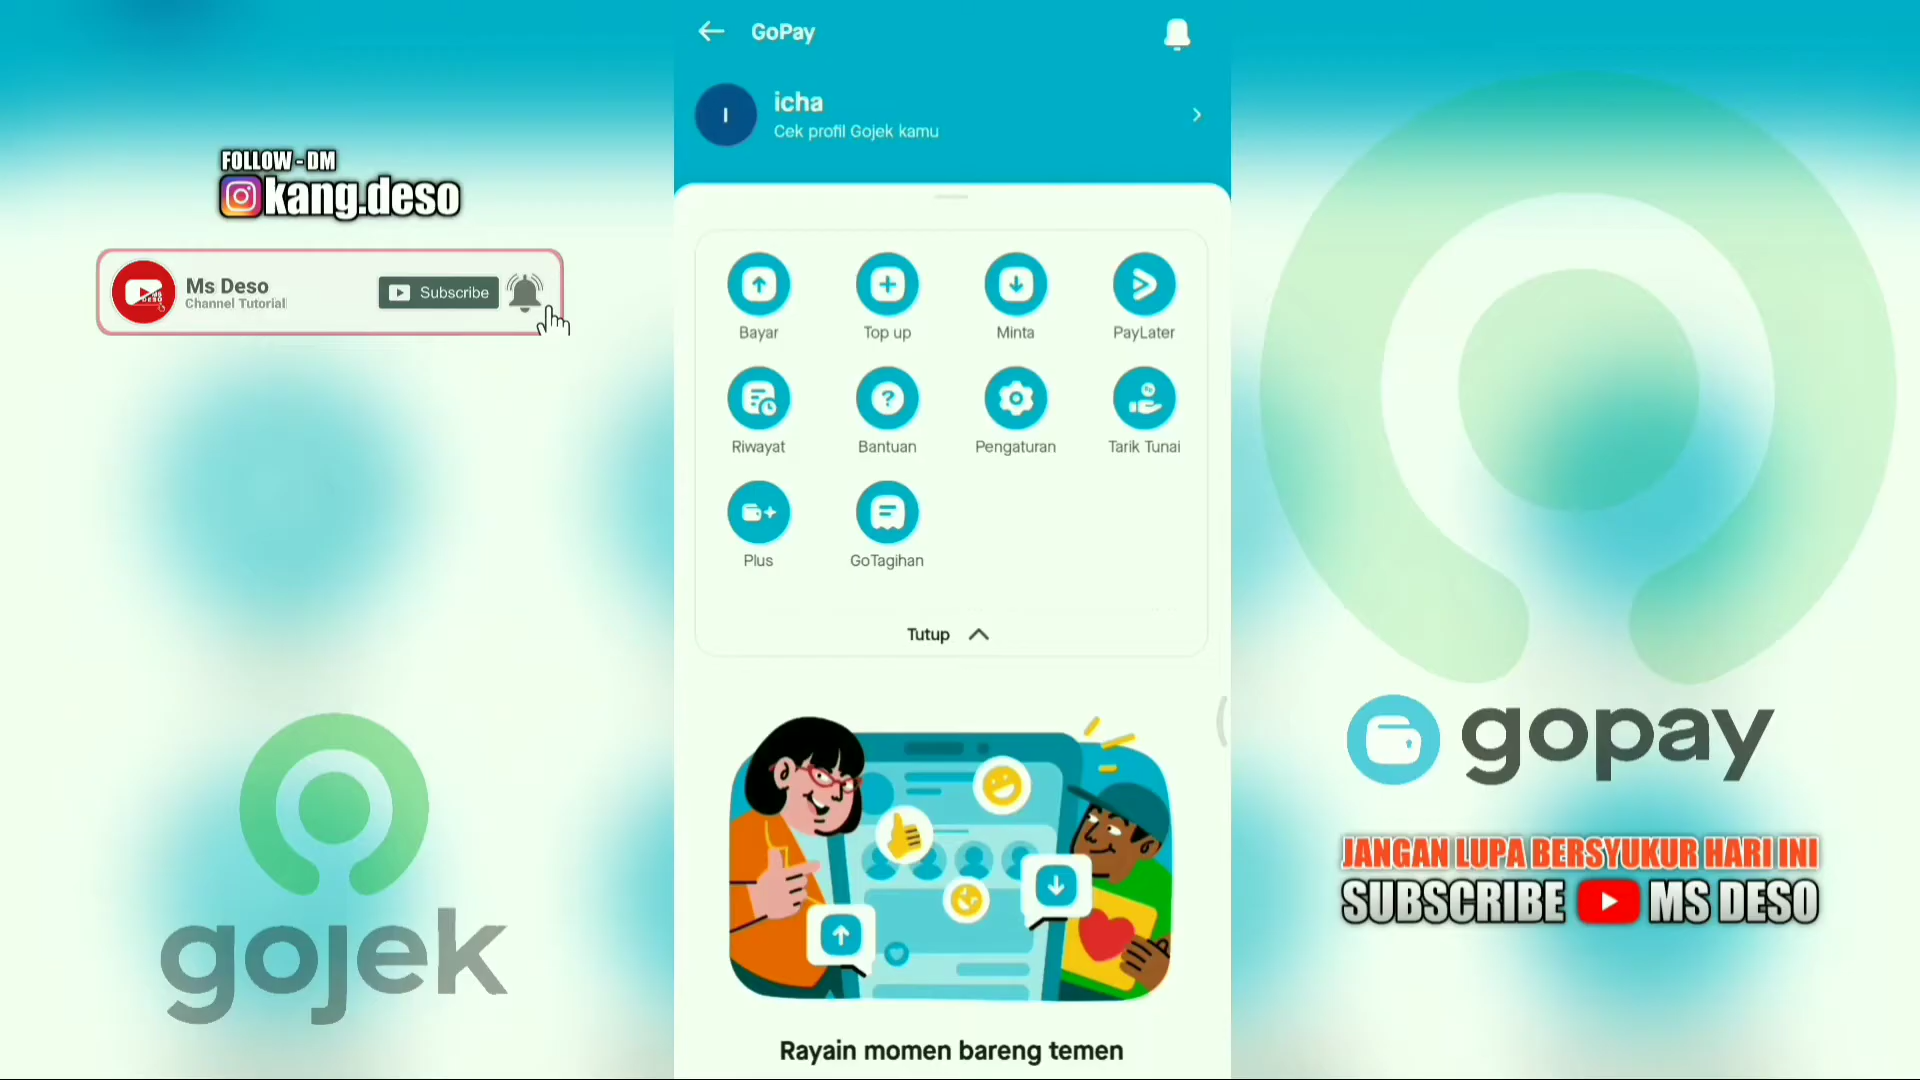 FOLLOW - DM
kang.deso
Ms Deso
Channel Tutorial
Subscribe
gojek
GoPay
I
icha
Cek profil Gojek kamu
Bayar
Top up
Minta
PayLater
Riwayat
Bantuan
Pengaturan
Tarik Tunai
Plus
GoTagihan
Tutup
Rayain momen bareng temen
gopay
JANGAN LUPA BERSYUKUR HARI INI
SUBSCRIBE MS DESO